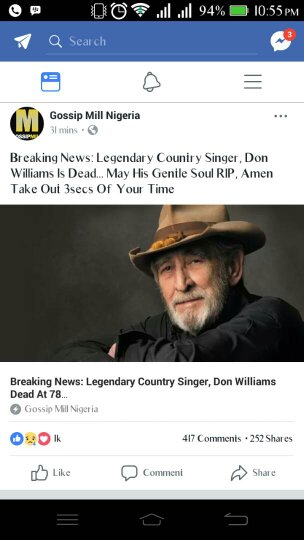 94% 10:55 PM
Search
3
Gossip Mill Nigeria
31 mins •
Breaking News: Legendary Country Singer, Don
Williams Is Dead... May His Gentle Soul RIP, Amen
Take Out 3secs Of Your Time
Breaking News: Legendary Country Singer, Don Williams
Dead At 78...
Gossip Mill Nigeria
1k 417 Comments • 252 Shares
Like Comment Share